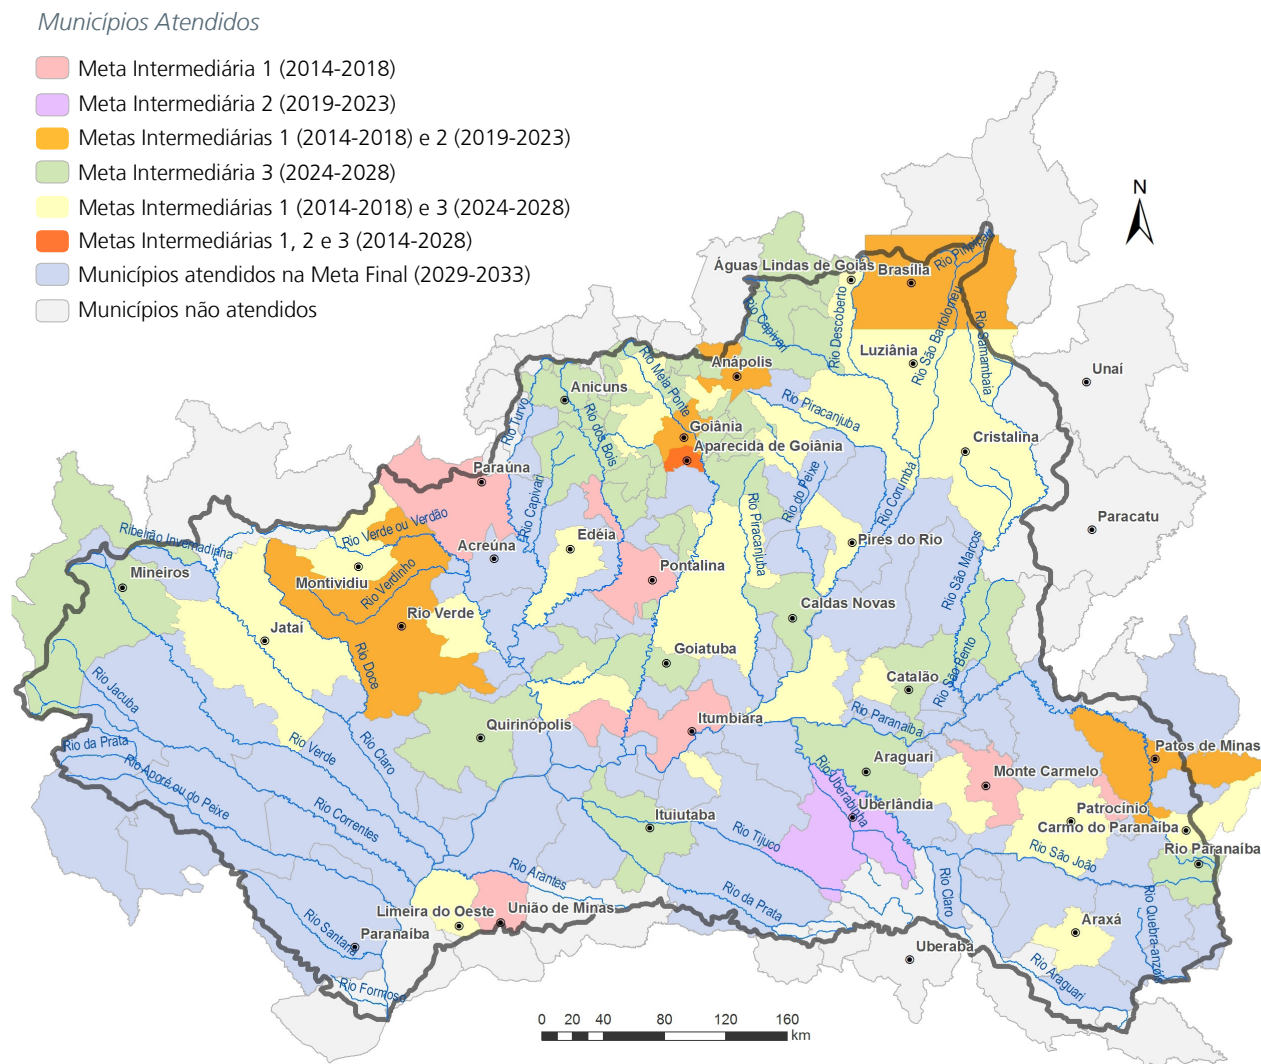 Municípios Atendidos
Meta Intermediária 1 (2014-2018)
Meta Intermediária 2 (2019-2023)
Metas Intermediárias 1 (2014-2018) e 2 (2019-2023)
Meta Intermediária 3 (2024-2028)
Metas Intermediárias 1 (2014-2018) e 3 (2024-2028)
Metas Intermediárias 1, 2 e 3 (2014-2028)
Municípios atendidos na Meta Final (2029-2033)
Municípios não atendidos
N
Rio Pipiripau
Águas Lindas de Goiás
Brasília
Rio Capivari
Rio Descoberto
Rio São Bartolomeu
Rio Samambaia
Luziânia
Unaí
Rio Meia Ponte
Anápolis
Anicuns
Rio Turvo
Rio dos Bois
Rio Piracanjuba
Goiânia
Aparecida de Goiânia
Cristalina
Paraúna
Rio Capivari
Rio do Peixe
Rio Corumbá
Rio Piracanjuba
Paracatu
Ribeirão Invernadinha
Rio Verde ou Verdão
Acreúna
Edéia
Pires do Rio
Rio São Marcos
Mineiros
Montividiu
Rio Verdinho
Pontalina
Caldas Novas
Jataí
Rio Verde
Rio Doce
Goiatuba
Catalão
Rio São Bento
Rio Jacuba
Rio Paranaíba
Quirinópolis
Itumbiara
Rio da Prata
Rio Verde
Rio Claro
Araguari
Patos de Minas
Rio Aporé ou do Peixe
Monte Carmelo
Rio Uberabinha
Uberlândia
Rio Correntes
Ituiutaba
Rio Tijuco
Patrocínio
Carmo do Paranaíba
Rio São João
Rio Paranaíba
Rio Arantes
Rio da Prata
Rio Claro
Rio Quebra-anzol
Limeira do Oeste
União de Minas
Rio Santana
Paranaíba
Araxá
Uberaba
Rio Formoso
Rio Araguari
0 20 40 80 120 160
km